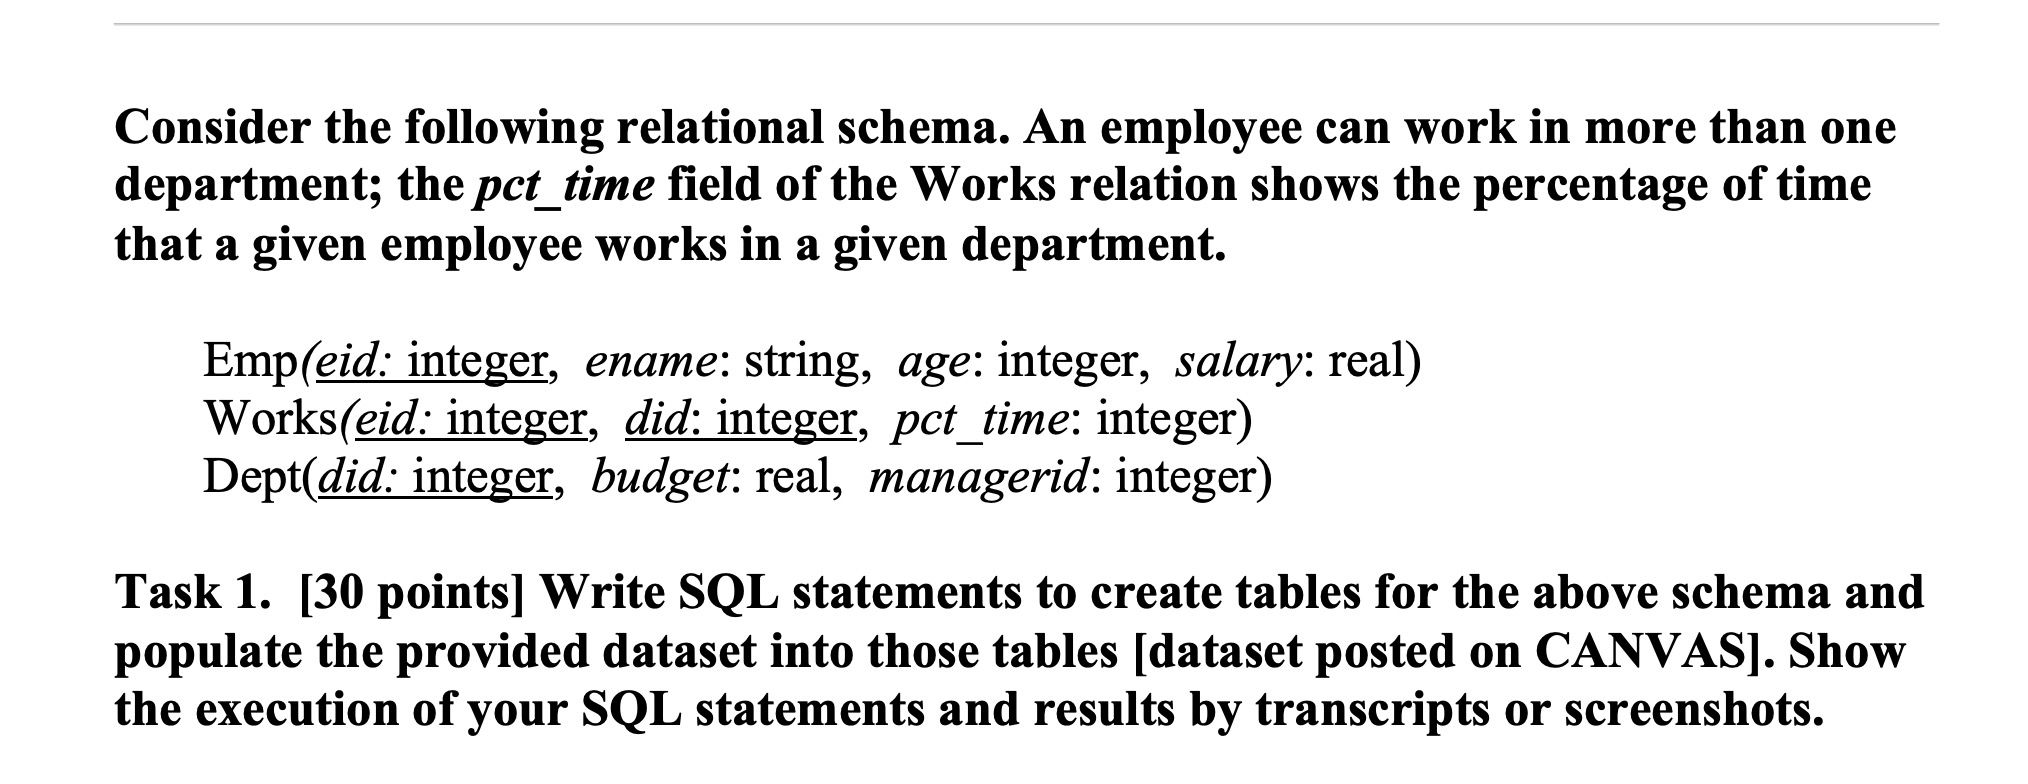 Consider the following relational schema. An employee can work in more than one
department; the pct_time field of the Works relation shows the percentage of time
that a given employee works in a given department.
Emp(eid: integer, ename: string, age: integer, salary: real)
Works(eid: integer, did: integer, pct_time: integer)
Dept(did: integer, budget: real, managerid: integer)
Task 1. [30 points] Write SQL statements to create tables for the above schema and
populate the provided dataset into those tables [dataset posted on CANVAS]. Show
the execution of your SQL statements and results by transcripts or screenshots.